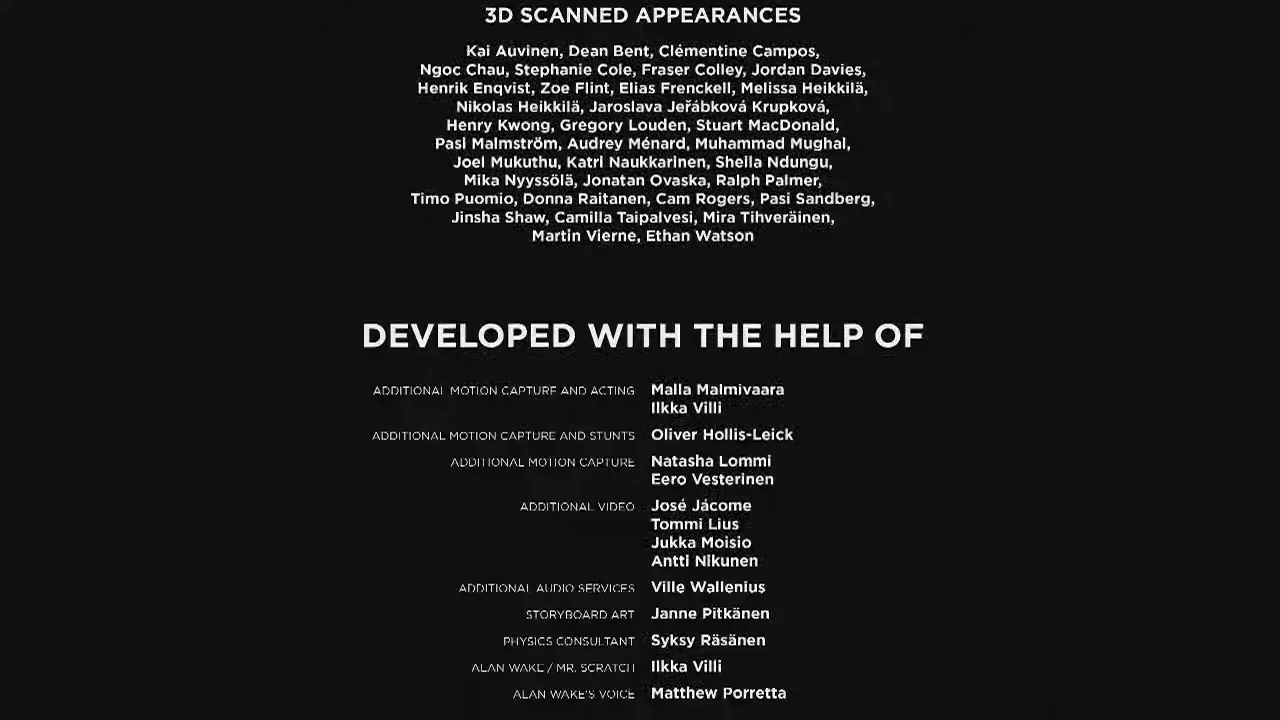 3D SCANNED APPEARANCES
Kai Auvinen, Dean Bent, Clémentine Campos,
Ngoc Chau, Stephanie Cole, Fraser Colley, Jordan Davies,
Henrik Enqvist, Zoe Flint, Elias Frenckell, Melissa Heikkilä,
Nikolas Heikkilä, Jaroslava Jeřábková Krupková,
Henry Kwong, Gregory Louden, Stuart MacDonald,
Pasi Malmström, Audrey Ménard, Muhammad Mughal,
Joel Mukuthu, Katri Naukkarinen, Sheila Ndungu,
Mika Nyyssölä, Jonatan Ovaska, Ralph Palmer,
Timo Puomio, Donna Raitanen, Cam Rogers, Pasi Sandberg,
Jinsha Shaw, Camilla Taipalvesi, Mira Tihveräinen,
Martin Vierne, Ethan Watson
DEVELOPED WITH THE HELP OF
ADDITIONAL MOTION CAPTURE AND ACTING Malla Malmivaara
Ilkka Villi
ADDITIONAL MOTION CAPTURE AND STUNTS Oliver Hollis-Leick
ADDITIONAL MOTION CAPTURE Natasha Lommi
Eero Vesterinen
ADDITIONAL VIDEO José Jácome
Tommi Lius
Jukka Moisio
Antti Nikunen
ADDITIONAL AUDIO SERVICES Ville Wallenius
STORYBOARD ART Janne Pitkänen
PHYSICS CONSULTANT Syksy Räsänen
ALAN WAKE / MR. SCRATCH Ilkka Villi
ALAN WAKE'S VOICE Matthew Porretta